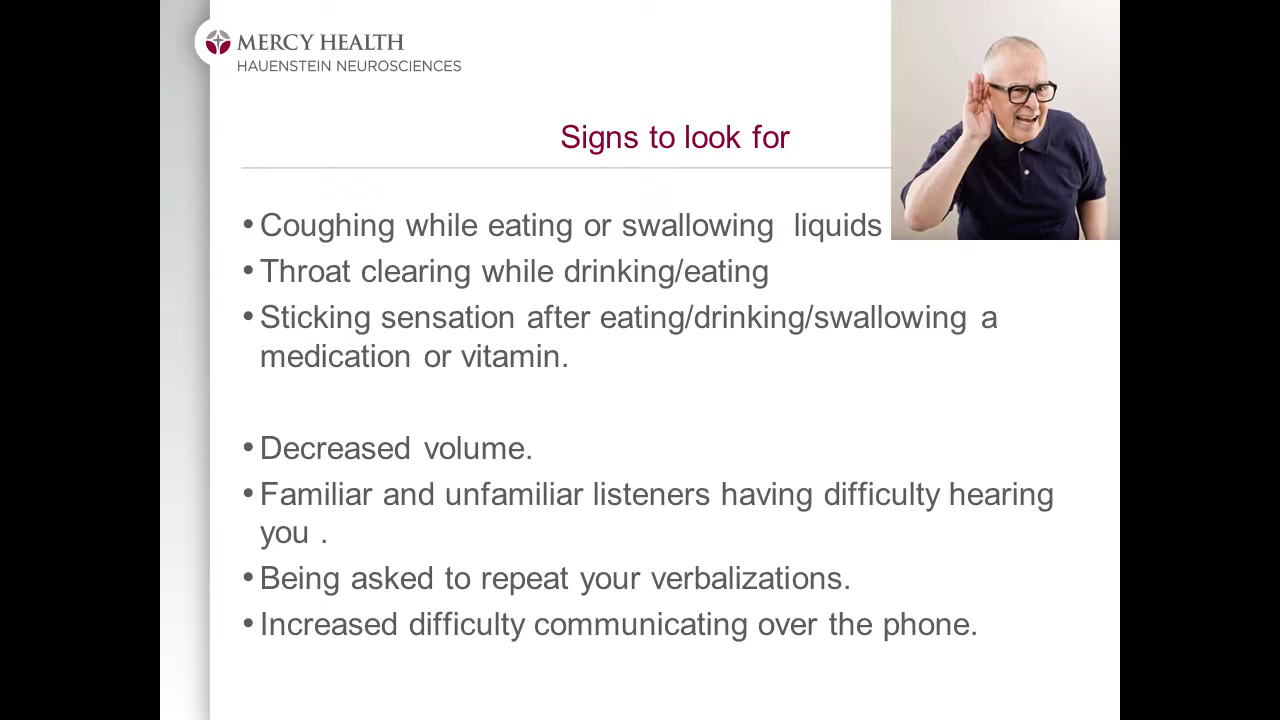 MERCY HEALTH
HAUENSTEIN NEUROSCIENCES
Signs to look for
• Coughing while eating or swallowing liquids
• Throat clearing while drinking/eating
• Sticking sensation after eating/drinking/swallowing a
medication or vitamin.
• Decreased volume.
• Familiar and unfamiliar listeners having difficulty hearing
you .
• Being asked to repeat your verbalizations.
• Increased difficulty communicating over the phone.